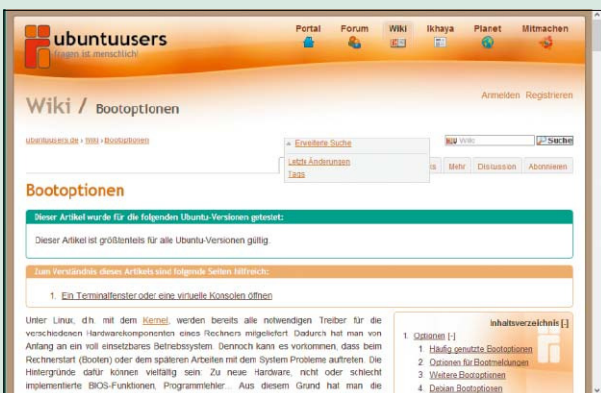 ubuntuusers
fragen ist menschlich!
Portal Forum Wiki Ikhaya Planet Mitmachen
Anmelden Registrieren
Wiki / Bootoptionen
ubuntuusers.de › Wiki › Bootoptionen
Erweiterte Suche
Letzte Änderungen
Tags
Wiki
Suche
Mehr Diskussion Abonnieren
Bootoptionen
Dieser Artikel wurde für die folgenden Ubuntu-Versionen getestet:
Dieser Artikel ist größtenteils für alle Ubuntu-Versionen gültig.
Zum Verständnis dieses Artikels sind folgende Seiten hilfreich:
1. Ein Terminalfenster oder eine virtuelle Konsolen öffnen
Unter Linux, d.h. mit dem Kernel, werden bereits alle notwendigen Treiber für die
verschiedenen Hardwarekomponenten eines Rechners mitgeliefert. Dadurch hat man von
Anfang an ein voll einsetzbares Betriebssystem. Dennoch kann es vorkommen, dass beim
Rechnerstart (Booten) oder dem späteren Arbeiten mit dem System Probleme auftreten. Die
Hintergründe dafür können vielfältig sein: Zu neue Hardware, nicht oder schlecht
implementierte BIOS-Funktionen, Programmfehler... Aus diesem Grund hat man die
Inhaltsverzeichnis [-]
1. Optionen [-]
1. Häufig genutzte Bootoptionen
2. Optionen für Bootmeldungen
3. Weitere Bootoptionen
4. Debian Bootoptionen